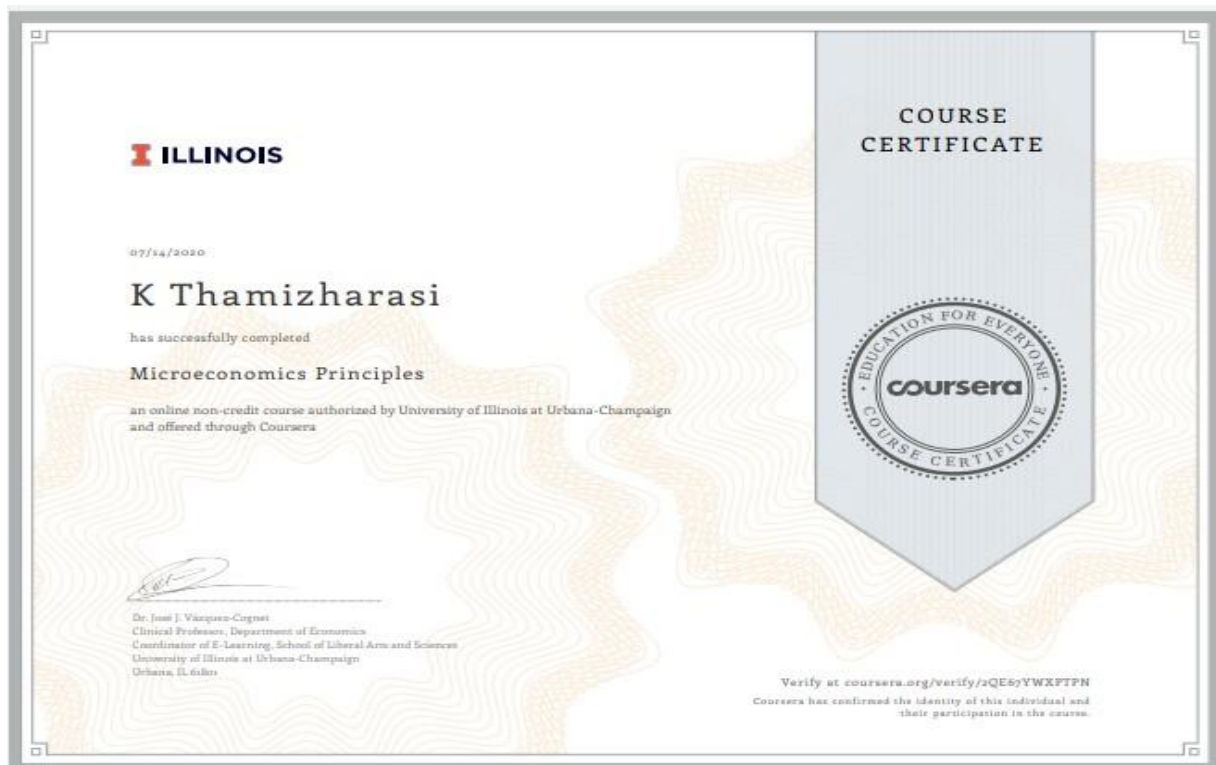 COURSE
CERTIFICATE
ILLINOIS
07/14/2020
K Thamizharasi
has successfully completed
Microeconomics Principles
an online non-credit course authorized by University of Illinois at Urbana-Champaign
and offered through Coursera
EDUCATION FOR EVERYONE
coursera
COURSE CERTIFICATE
Dr. José J. Vázquez-Cognet
Clinical Professor, Department of Economics
Coordinator of E-Learning, School of Liberal Arts and Sciences
University of Illinois at Urbana-Champaign
Urbana, IL 61801
Verify at coursera.org/verify/2QE67YWXPTPN
Coursera has confirmed the identity of this individual and
their participation in the course.